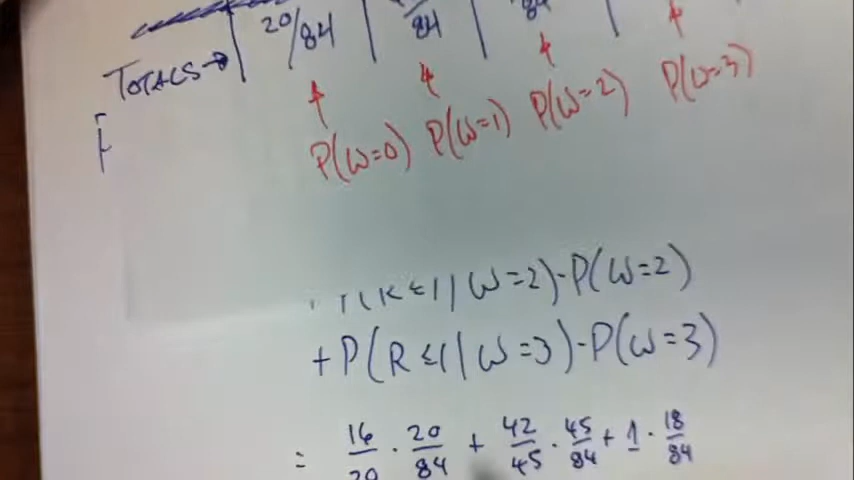 TOTALS→ | 20/84 | /84 | 84 |
P(W=0) P(W=1) P(W=2) P(W=3)
P(R≤1|W=2)·P(W=2)
+P(R≤1|W=3)·P(W=3)
= 16/20 · 20/84 + 42/45 · 45/84 + 1 · 18/84